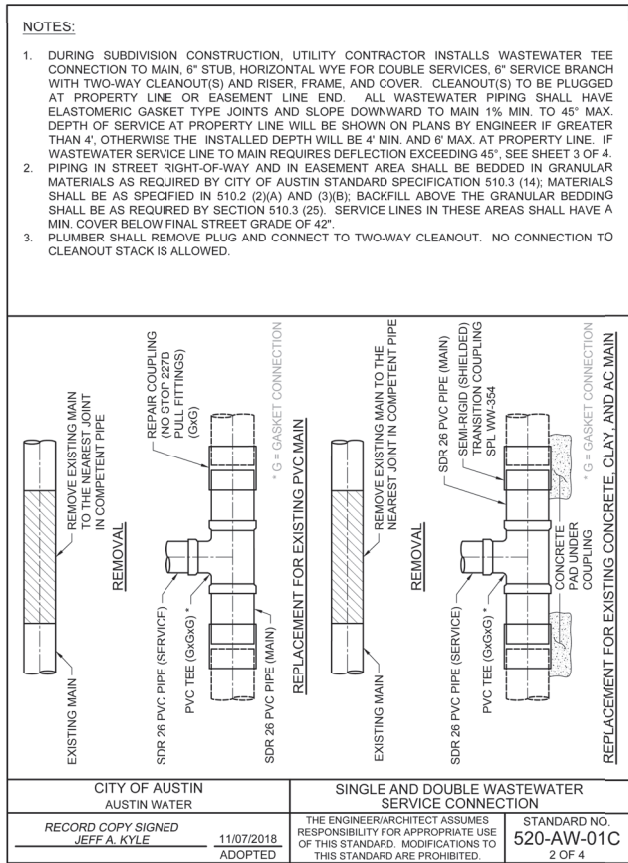 NOTES:
1. DURING SUBDIVISION CONSTRUCTION, UTILITY CONTRACTOR INSTALLS WASTEWATER TEE
CONNECTION TO MAIN, 6" STUB, HORIZONTAL WYE FOR DOUBLE SERVICES, 6" SERVICE BRANCH
WITH TWO-WAY CLEANOUT(S) AND RISER, FRAME, AND COVER. CLEANOUT(S) TO BE PLUGGED
AT PROPERTY LINE OR EASEMENT LINE END. ALL WASTEWATER PIPING SHALL HAVE
ELASTOMERIC GASKET TYPE JOINTS AND SLOPE DOWNWARD TO MAIN 1% MIN. TO 45° MAX.
DEPTH OF SERVICE AT PROPERTY LINE WILL BE SHOWN ON PLANS BY ENGINEER IF GREATER
THAN 4', OTHERWISE THE INSTALLED DEPTH WILL BE 4' MIN. AND 6' MAX. AT PROPERTY LINE. IF
WASTEWATER SERVICE LINE TO MAIN REQUIRES DEFLECTION EXCEEDING 45°, SEE SHEET 3 OF 4.
2. PIPING IN STREET RIGHT-OF-WAY AND IN EASEMENT AREA SHALL BE BEDDED IN GRANULAR
MATERIALS AS REQUIRED BY CITY OF AUSTIN STANDARD SPECIFICATION 510.3 (14); MATERIALS
SHALL BE AS SPECIFIED IN 510.2 (2)(A) AND (3)(B); BACKFILL ABOVE THE GRANULAR BEDDING
SHALL BE AS REQUIRED BY SECTION 510.3 (25). SERVICE LINES IN THESE AREAS SHALL HAVE A
MIN. COVER BELOW FINAL STREET GRADE OF 42".
3. PLUMBER SHALL REMOVE PLUG AND CONNECT TO TWO-WAY CLEANOUT. NO CONNECTION TO
CLEANOUT STACK IS ALLOWED.
EXISTING MAIN
REMOVE EXISTING MAIN
TO THE NEAREST JOINT
IN COMPETENT PIPE
REMOVAL
SDR 26 PVC PIPE (SERVICE)
PVC TEE (GxGxG) *
REPAIR COUPLING
(NO STOP 227D
PULL FITTINGS)
(GxG)
SDR 26 PVC PIPE (MAIN)
* G = GASKET CONNECTION
REPLACEMENT FOR EXISTING PVC MAIN
EXISTING MAIN
REMOVE EXISTING MAIN TO THE
NEAREST JOINT IN COMPETENT PIPE
REMOVAL
SDR 26 PVC PIPE (SERVICE)
PVC TEE (GxGxG) *
SDR 26 PVC PIPE (MAIN)
SEMI-RIGID (SHIELDED)
TRANSITION COUPLING
SPL WW-354
CONCRETE
PAD UNDER
COUPLING
* G = GASKET CONNECTION
REPLACEMENT FOR EXISTING CONCRETE, CLAY, AND AC MAIN
CITY OF AUSTIN
AUSTIN WATER
SINGLE AND DOUBLE WASTEWATER
SERVICE CONNECTION
RECORD COPY SIGNED
JEFF A. KYLE
11/07/2018
ADOPTED
THE ENGINEER/ARCHITECT ASSUMES
RESPONSIBILITY FOR APPROPRIATE USE
OF THIS STANDARD. MODIFICATIONS TO
THIS STANDARD ARE PROHIBITED.
STANDARD NO.
520-AW-01C
2 OF 4